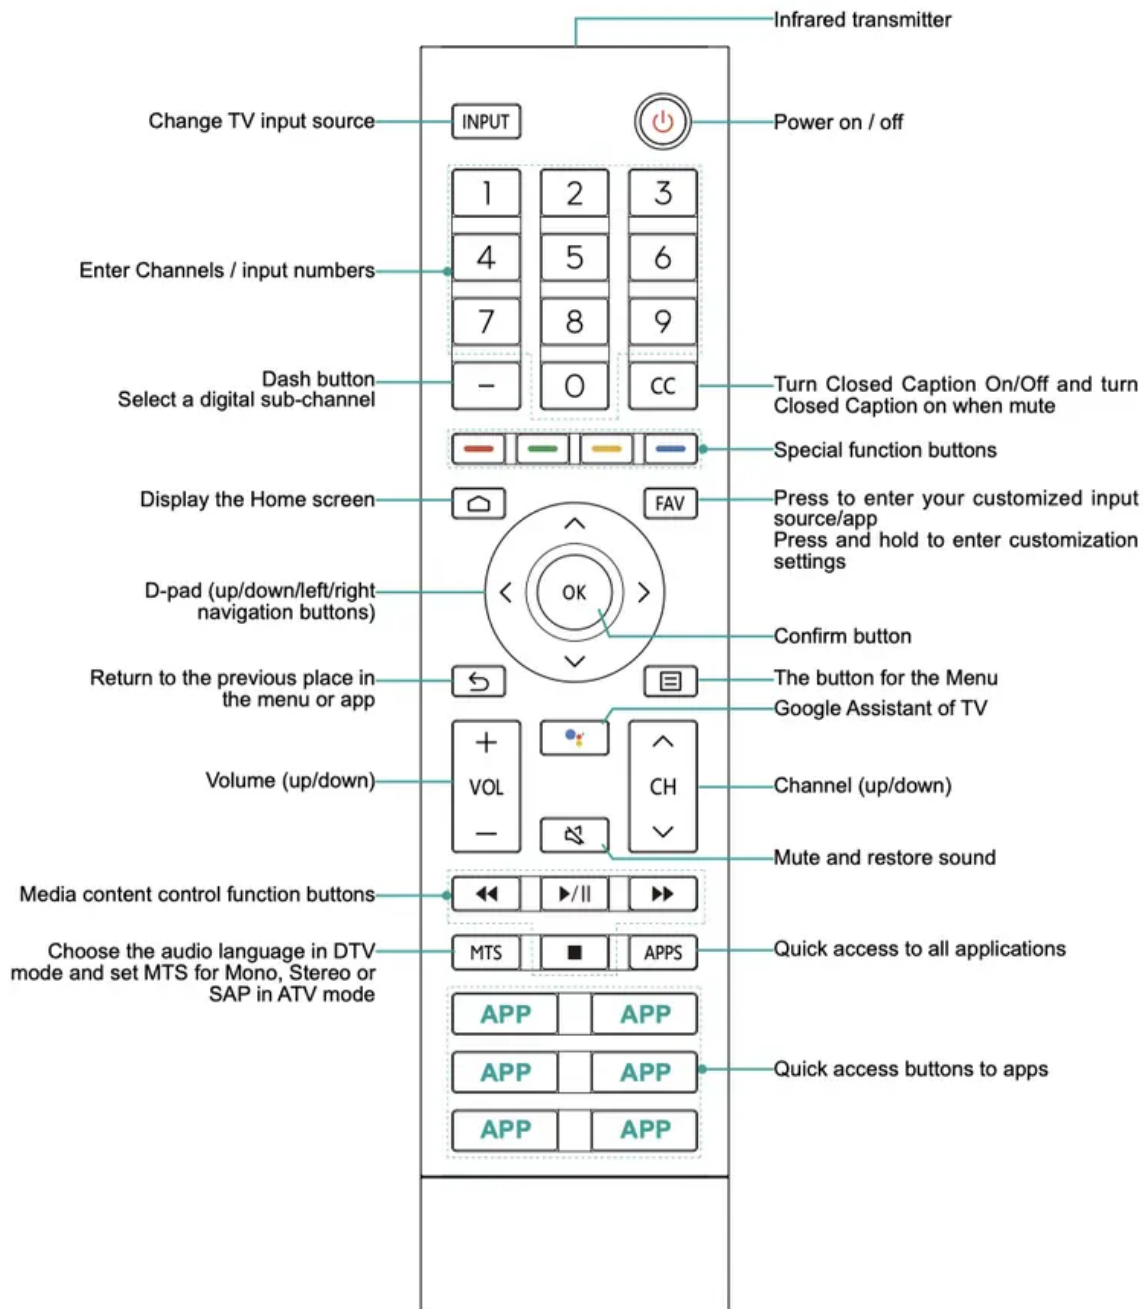 Infrared transmitter
Change TV input source
INPUT
Power on / off
1 2 3
4 5 6
Enter Channels / input numbers
7 8 9
Dash button
Select a digital sub-channel
– 0 CC
Turn Closed Caption On/Off and turn
Closed Caption on when mute
Special function buttons
Display the Home screen
FAV
Press to enter your customized input
source/app
Press and hold to enter customization
settings
D-pad (up/down/left/right
navigation buttons)
OK
Confirm button
Return to the previous place in
the menu or app
The button for the Menu
Google Assistant of TV
Volume (up/down)
+
VOL
–
CH
Channel (up/down)
Mute and restore sound
Media content control function buttons
Choose the audio language in DTV
mode and set MTS for Mono, Stereo or
SAP in ATV mode
MTS
APPS
Quick access to all applications
APP APP
APP APP
Quick access buttons to apps
APP APP